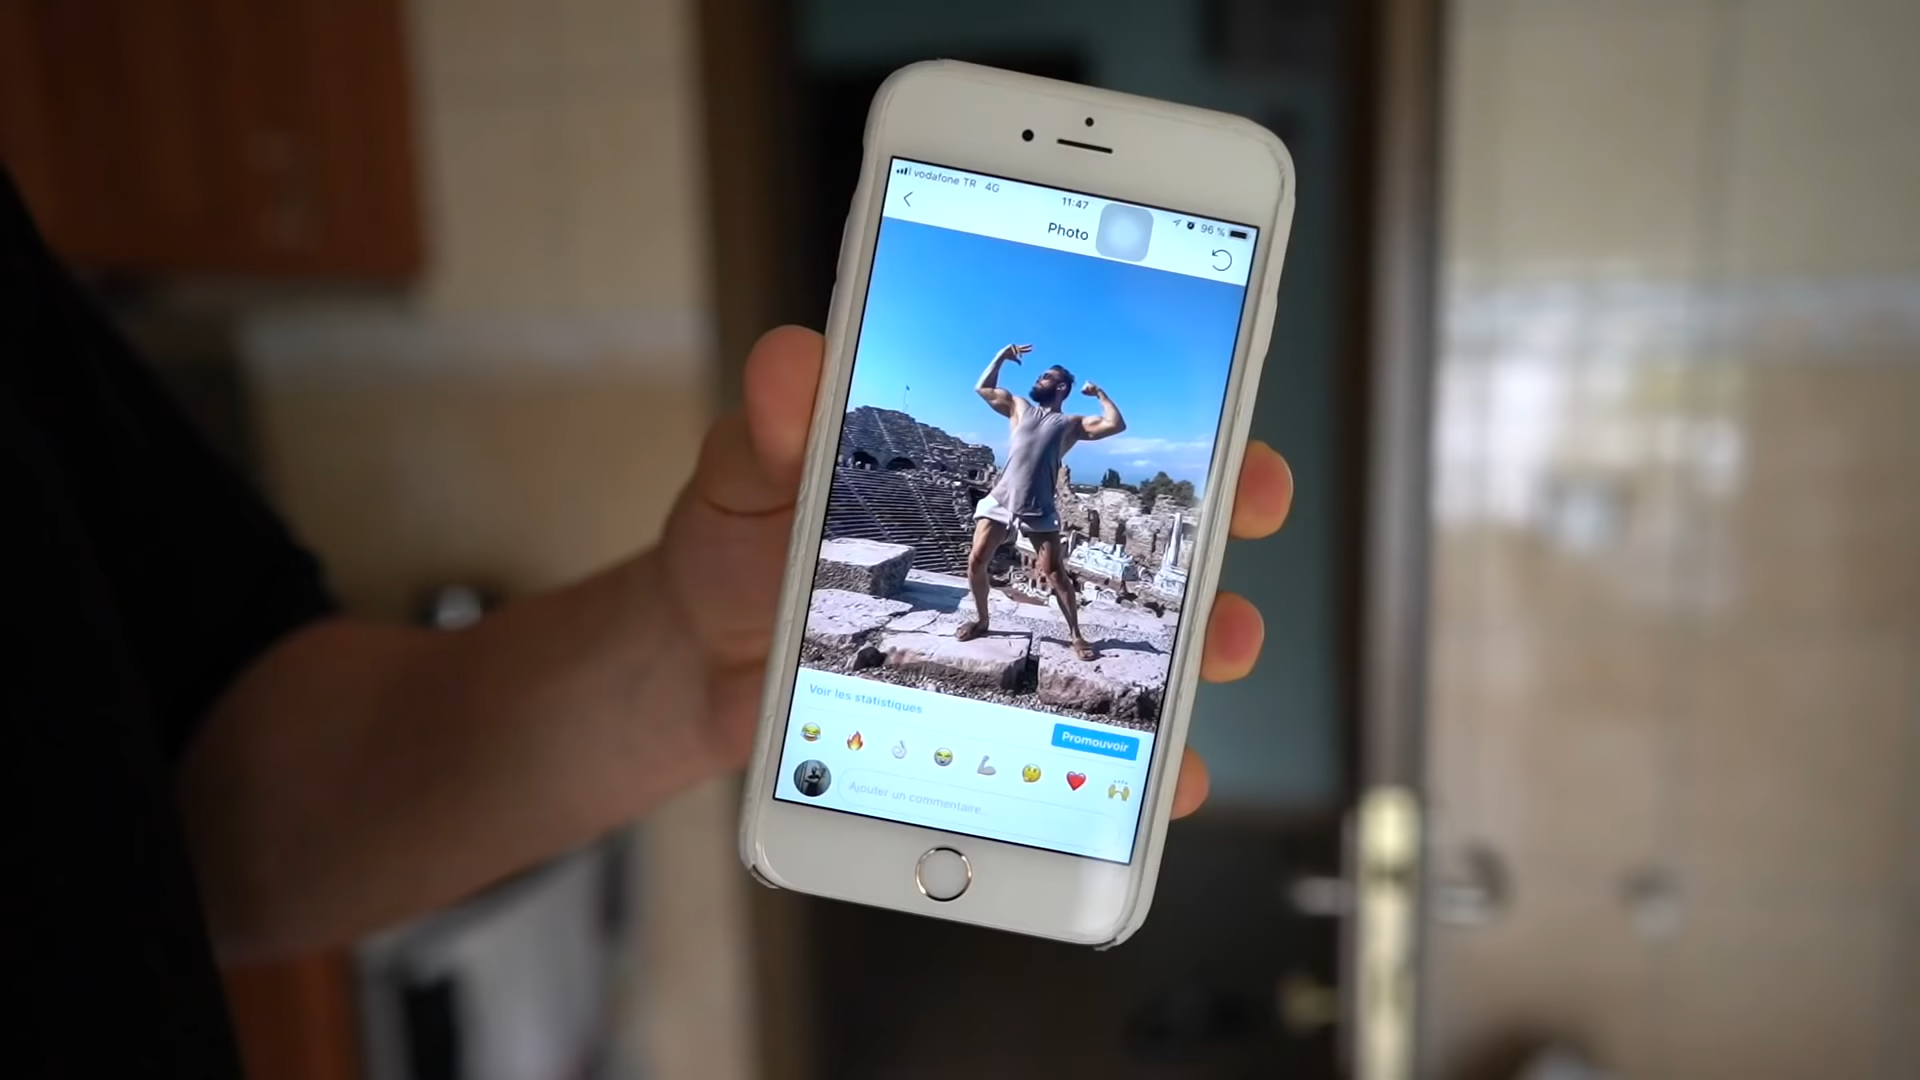 vodafone TR 4G
11:47
96 %
Photo
Voir les statistiques
Promouvoir
Ajouter un commentaire...